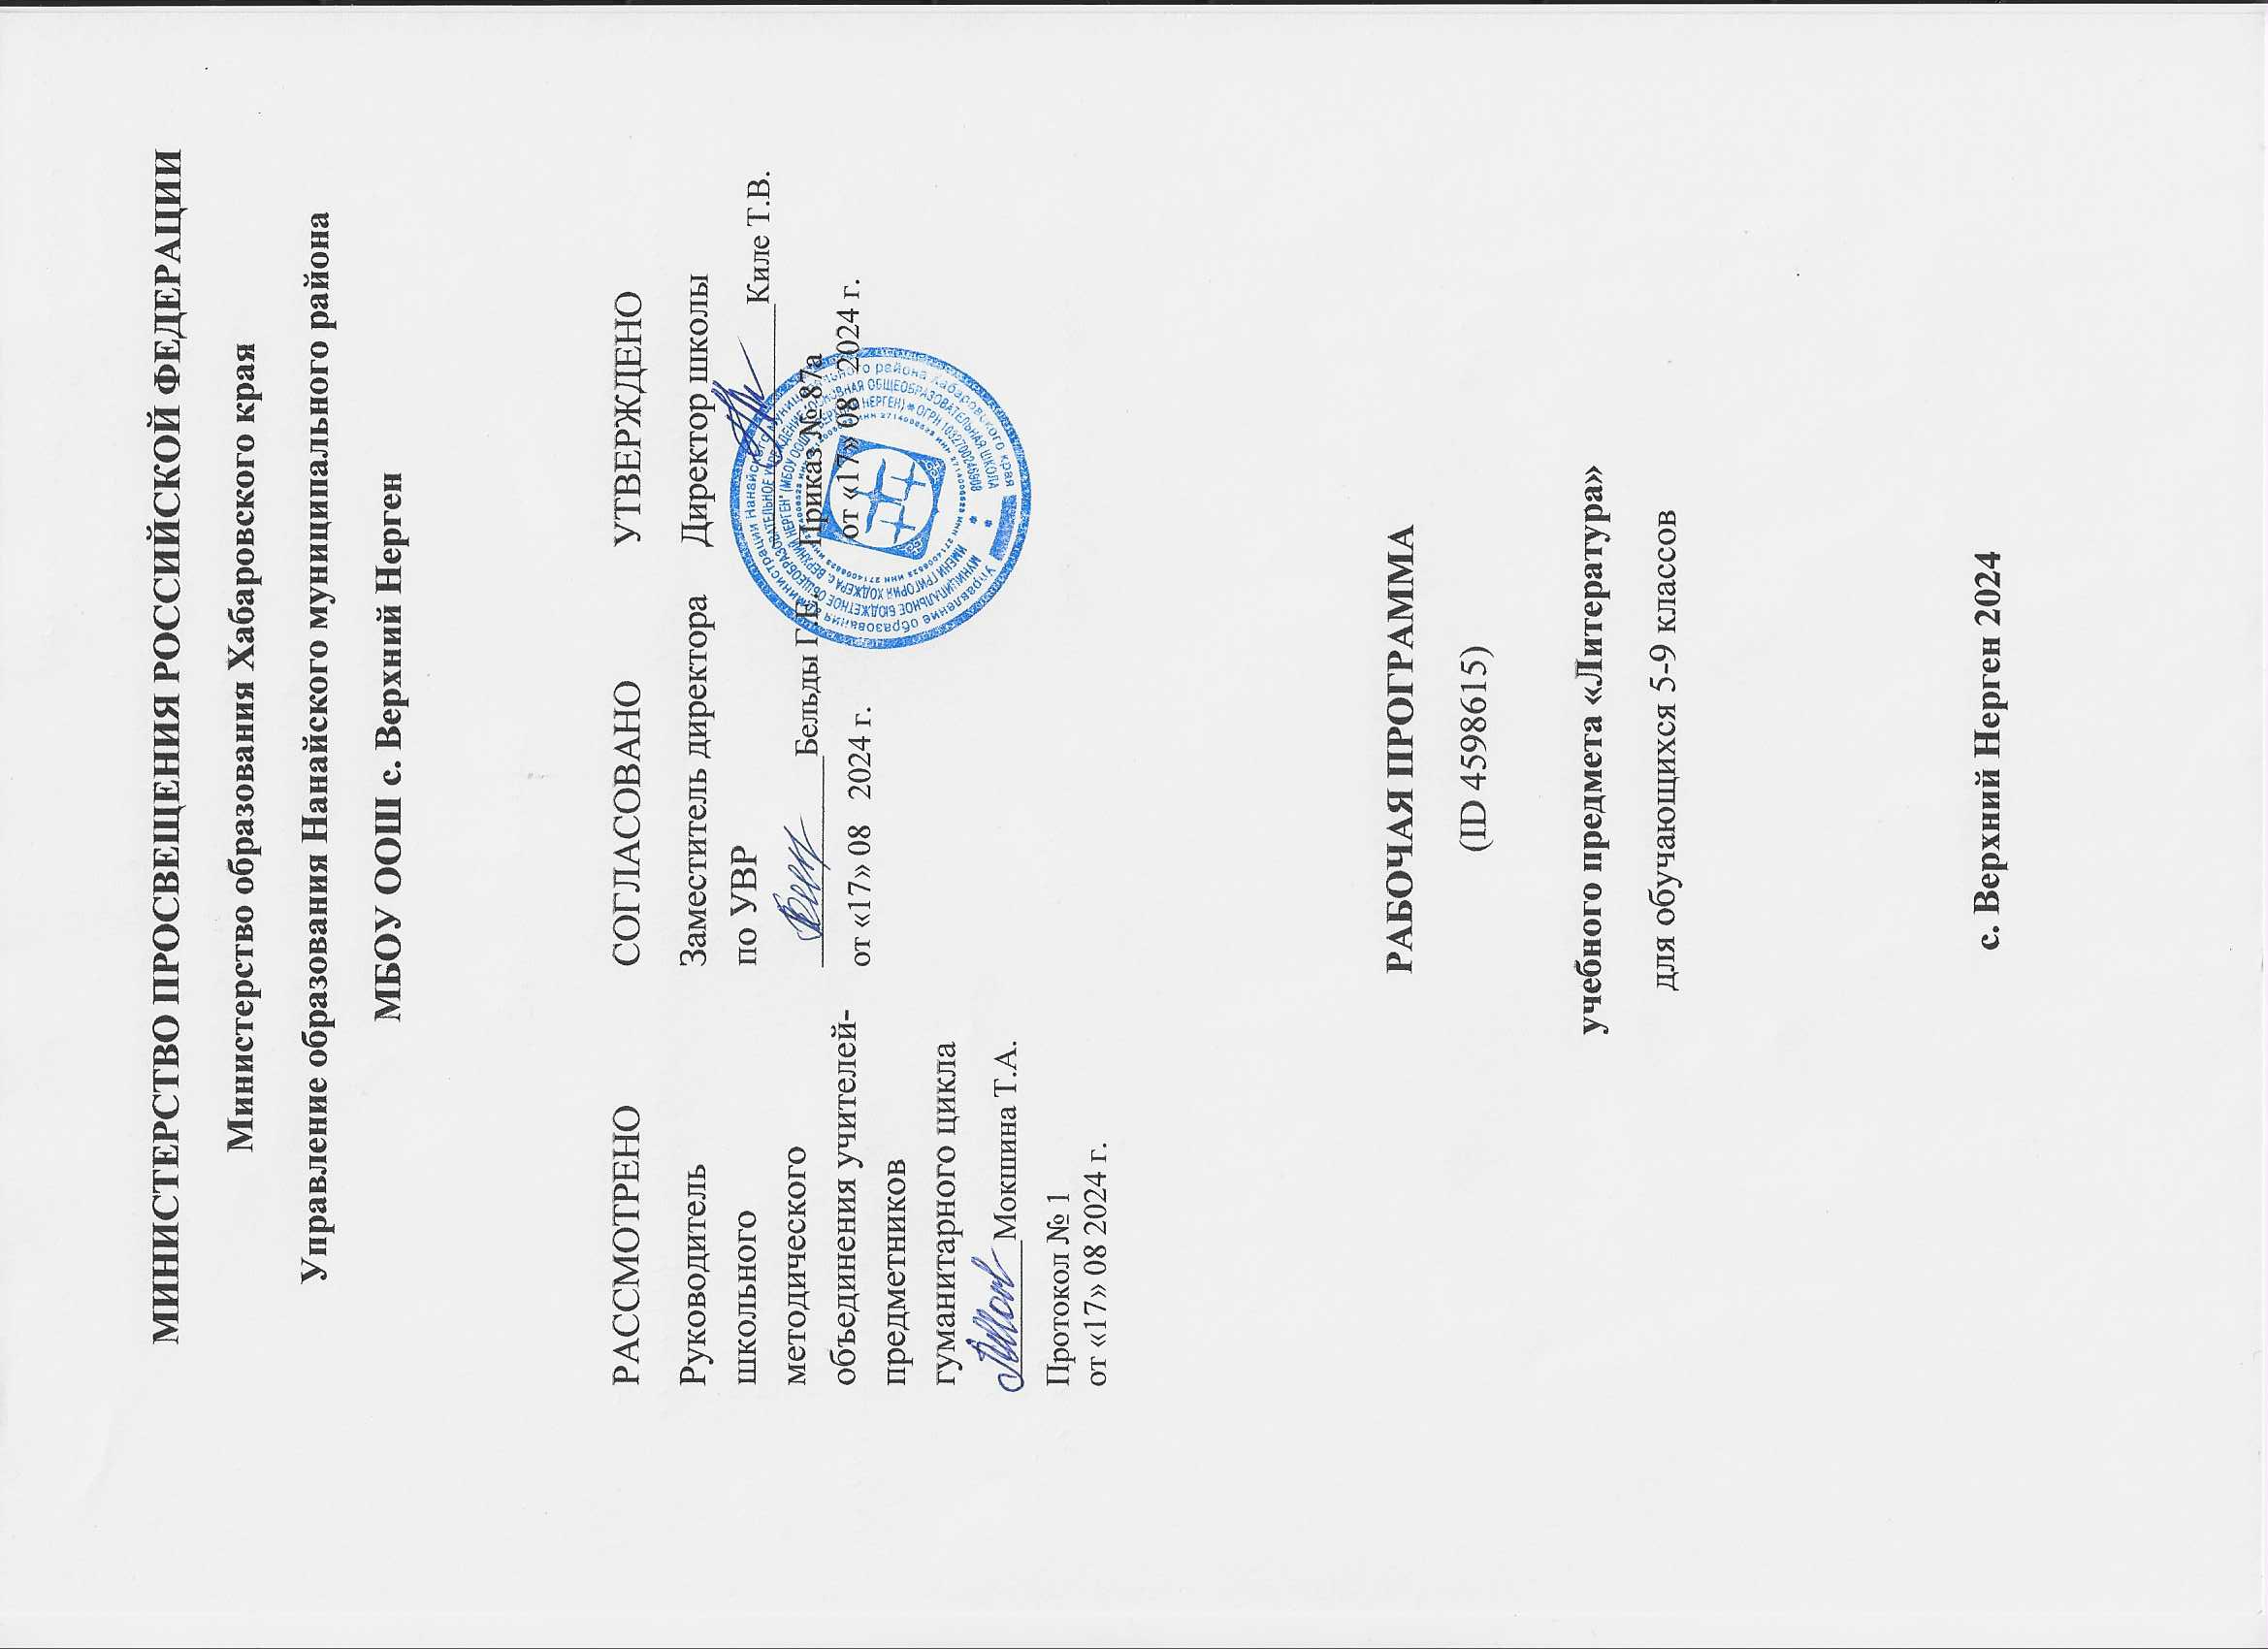 МИНИСТЕРСТВО ПРОСВЕЩЕНИЯ РОССИЙСКОЙ ФЕДЕРАЦИИ
Министерство образования Хабаровского края
Управление образования Нанайского муниципального района
МБОУ ООШ с. Верхний Нерген
РАССМОТРЕНО
Руководитель
школьного
методического
объединения учителей-
предметников
гуманитарного цикла
Мокшина Т.А.
Протокол № 1
от «17» 08 2024 г.
СОГЛАСОВАНО
Заместитель директора
по УВР
Бельды Г.Е.
от «17» 08 2024 г.
УТВЕРЖДЕНО
Директор школы
Киле Т.В.
Приказ № 87а
от «17» 08 2024 г.
РАБОЧАЯ ПРОГРАММА
(ID 4598615)
учебного предмета «Литература»
для обучающихся 5-9 классов
с. Верхний Нерген 2024